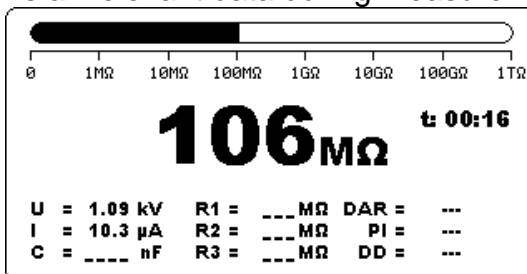 0 1MΩ 10MΩ 100MΩ 1GΩ 10GΩ 100GΩ 1TΩ
106MΩ t: 00:16
U = 1.09 kV R1 = ___MΩ DAR = ---
I = 10.3 µA R2 = ___MΩ PI = ---
C = ____ nF R3 = ___MΩ DD = ---